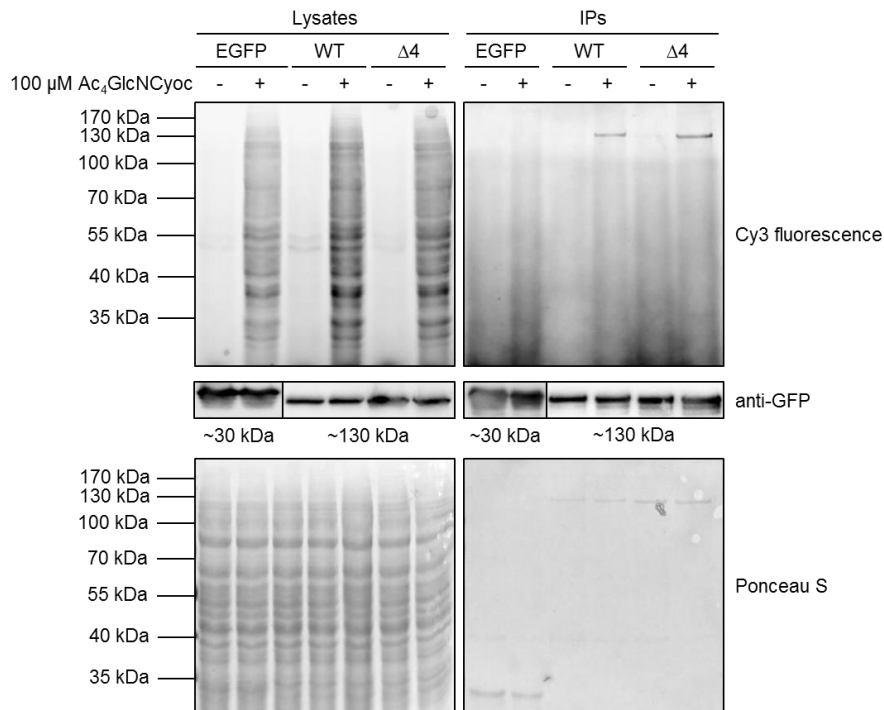 Lysates IPs
EGFP WT Δ4 EGFP WT Δ4
100 µM Ac₄GlcNCyoc - + - + - + - + - + - +
170 kDa
130 kDa
100 kDa
70 kDa
55 kDa
Cy3 fluorescence
40 kDa
35 kDa
anti-GFP
~30 kDa ~130 kDa ~30 kDa ~130 kDa
170 kDa
130 kDa
100 kDa
70 kDa
Ponceau S
55 kDa
40 kDa
35 kDa